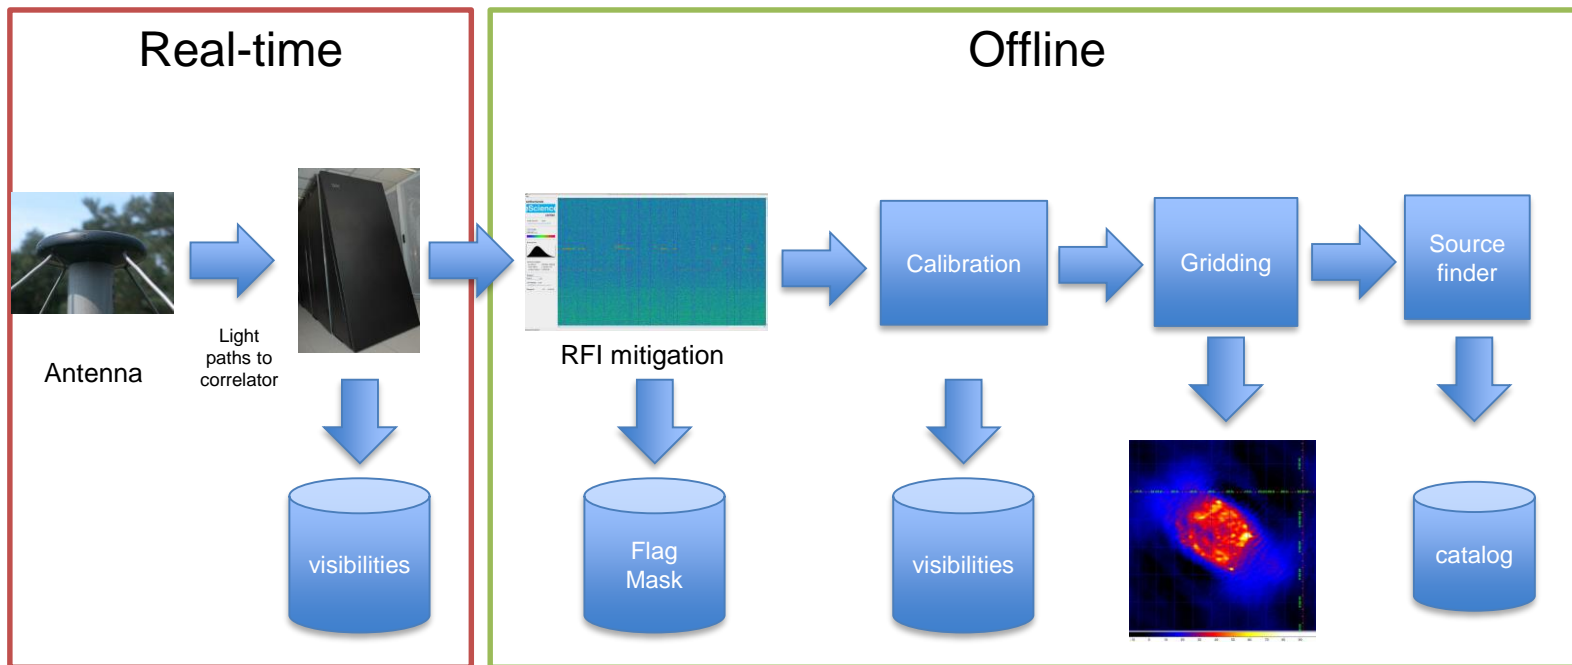 Real-time
Offline
Antenna
Light
paths to
correlator
visibilities
RFI mitigation
Flag
Mask
Calibration
visibilities
Gridding
Source
finder
catalog